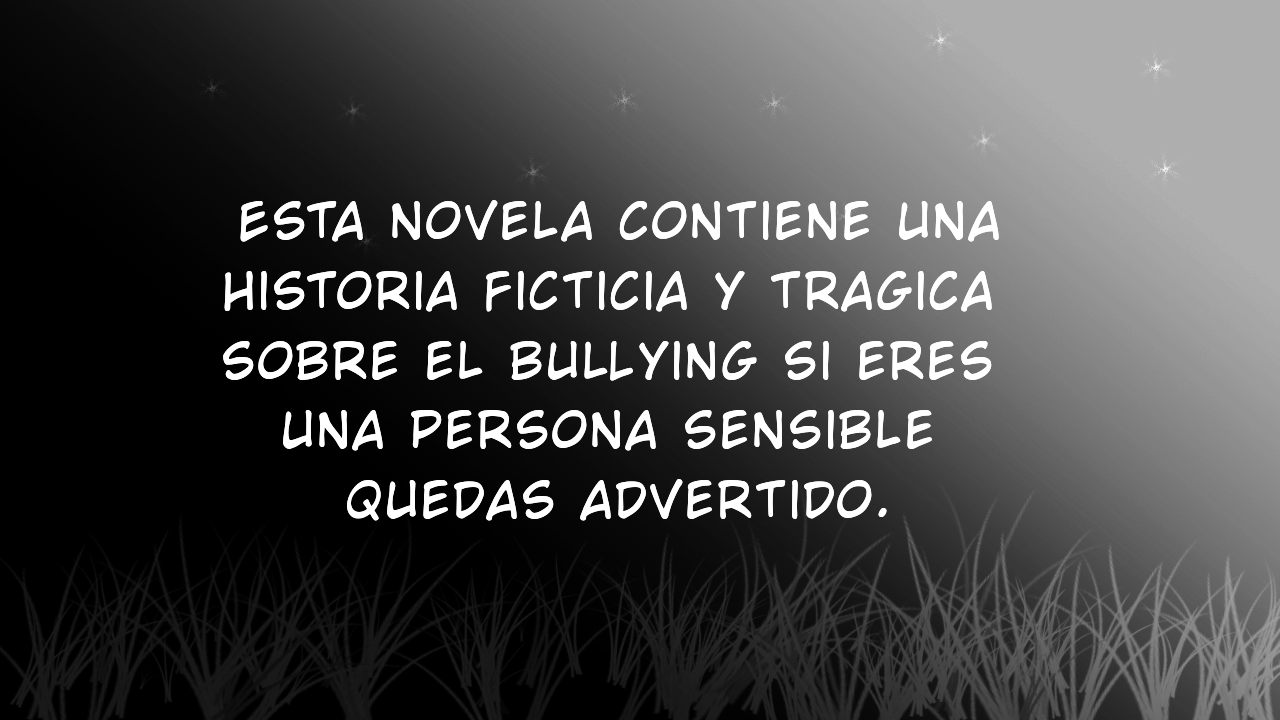 ESTA NOVELA CONTIENE UNA
HISTORIA FICTICIA Y TRAGICA
SOBRE EL BULLYING SI ERES
UNA PERSONA SENSIBLE
QUEDAS ADVERTIDO.